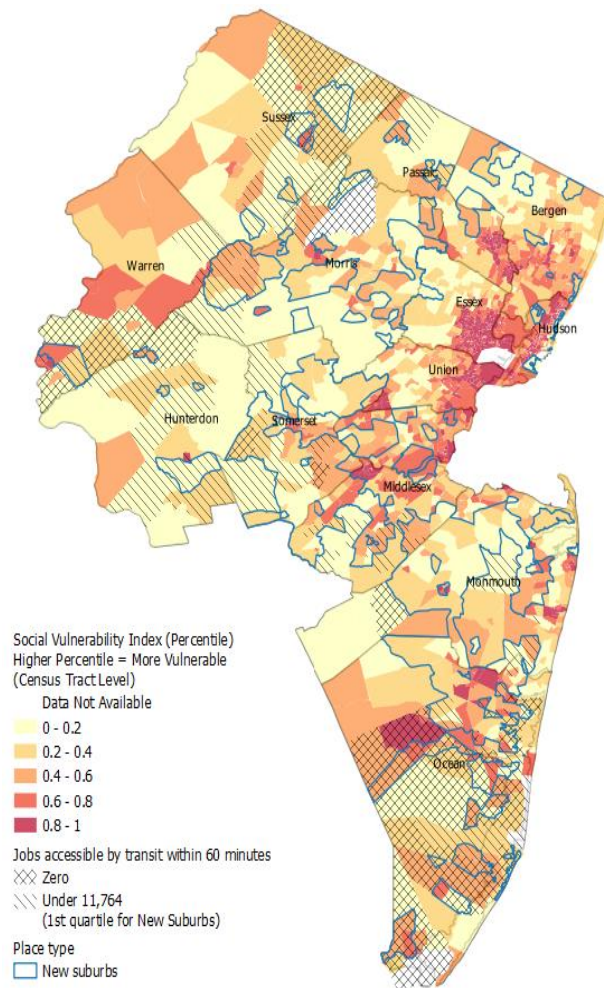 Sussex
Passaic
Bergen
Warren
Morris
Essex
Hudson
Union
Hunterdon
Somerset
Middlesex
Monmouth
Ocean
Social Vulnerability Index (Percentile)
Higher Percentile = More Vulnerable
(Census Tract Level)
Data Not Available
0 - 0.2
0.2 - 0.4
0.4 - 0.6
0.6 - 0.8
0.8 - 1
Jobs accessible by transit within 60 minutes
Zero
Under 11,764
(1st quartile for New Suburbs)
Place type
New suburbs